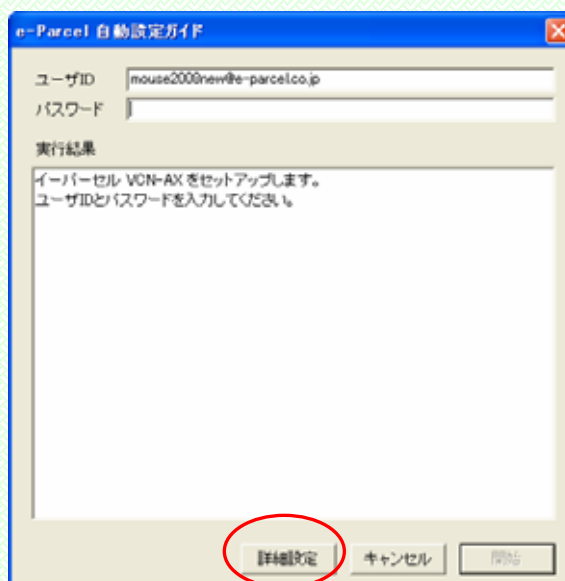 e-Parcel 自動設定ガイド
ユーザID
mouse2000new@e-parcel.co.jp
パスワード
実行結果
イーパーセル VCN-AX をセットアップします。
ユーザIDとパスワードを入力してください。
詳細設定
キャンセル
開始